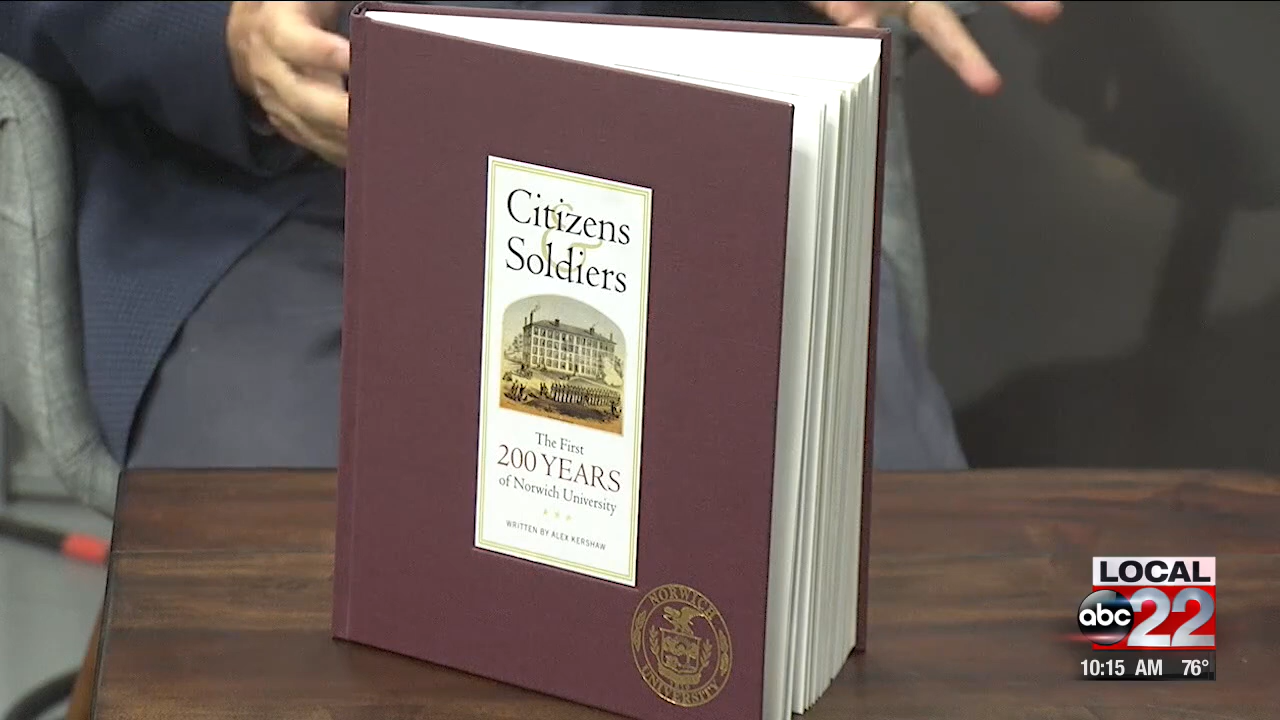 Citizens
&
Soldiers
The First
200 YEARS
of Norwich University
WRITTEN BY ALEX KERSHAW
NORWICH
1819
UNIVERSITY
LOCAL
abc 22
10:15 AM 76°